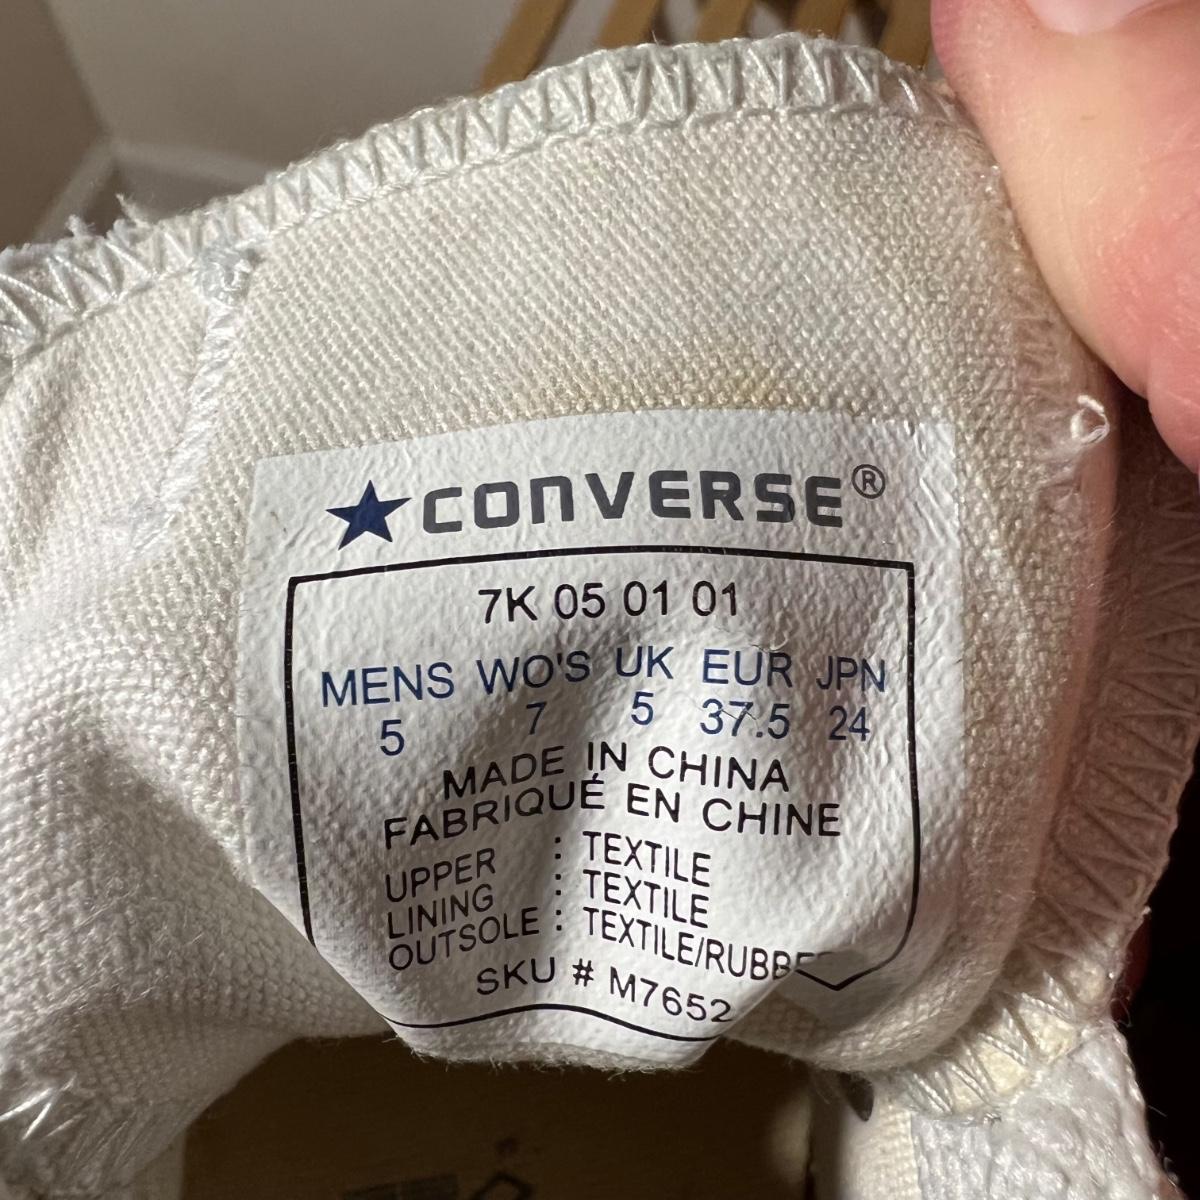 CONVERSE®
7K 05 01 01
MENS WO'S UK EUR JPN
5 7 5 37.5 24
MADE IN CHINA
FABRIQUÉ EN CHINE
UPPER : TEXTILE
LINING : TEXTILE
OUTSOLE : TEXTILE/RUBBE
SKU # M7652